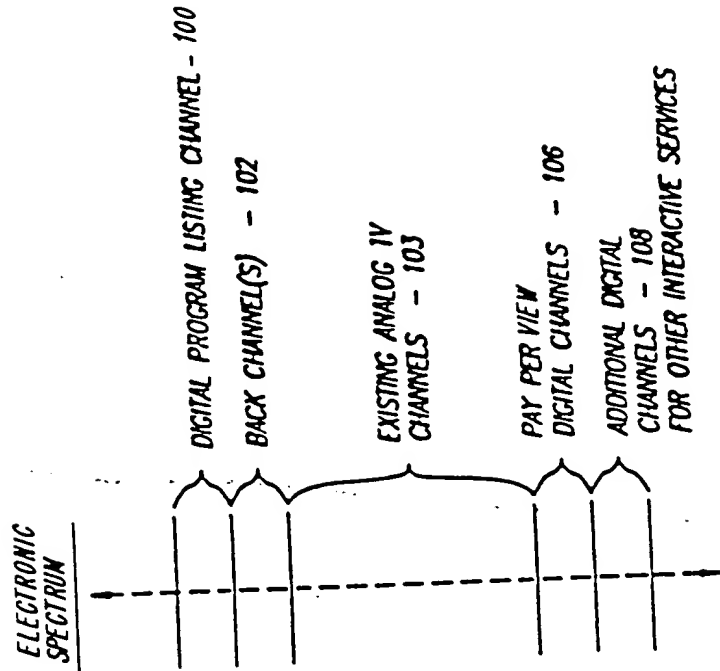 ELECTRONIC
SPECTRUM
DIGITAL PROGRAM LISTING CHANNEL - 100
BACK CHANNEL(S) - 102
EXISTING ANALOG TV
CHANNELS - 103
PAY PER VIEW
DIGITAL CHANNELS - 106
ADDITIONAL DIGITAL
CHANNELS - 108
FOR OTHER INTERACTIVE SERVICES